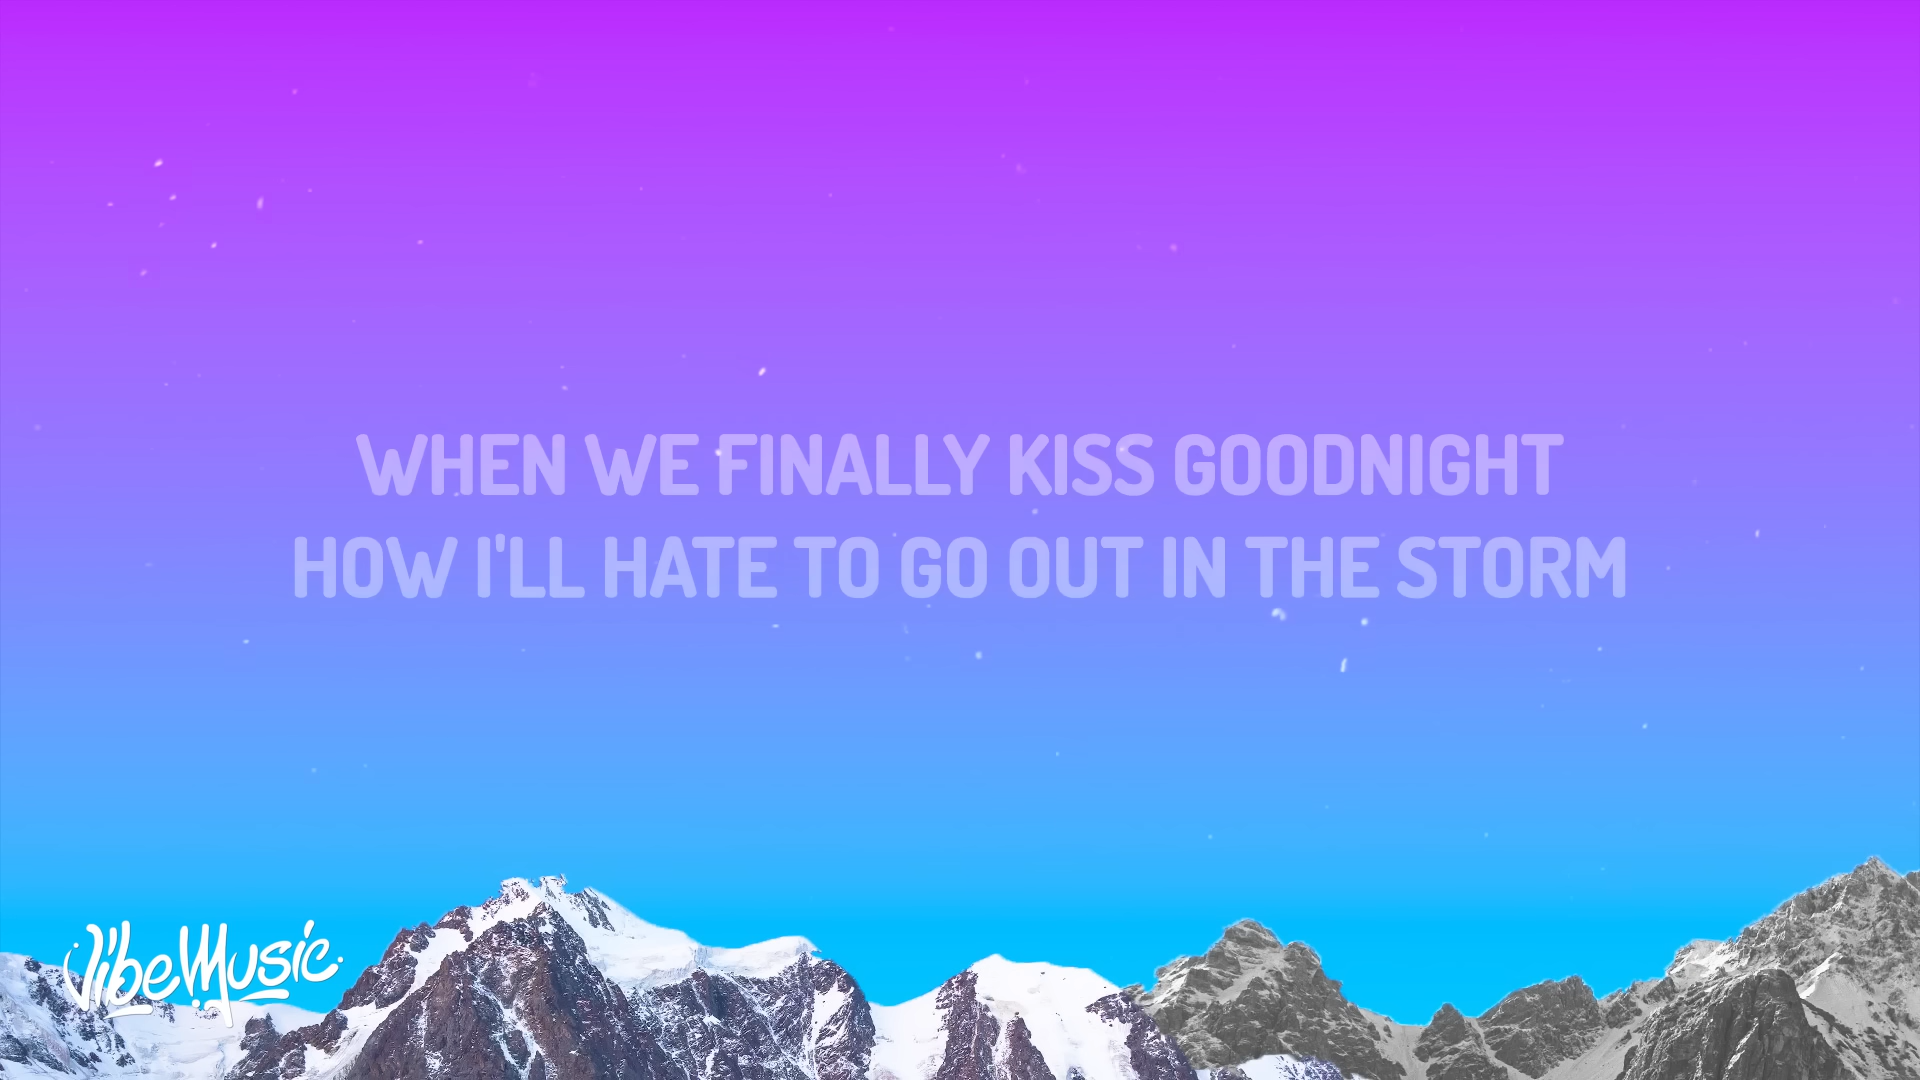 WHEN WE FINALLY KISS GOODNIGHT
HOW I'LL HATE TO GO OUT IN THE STORM
VibeMusic